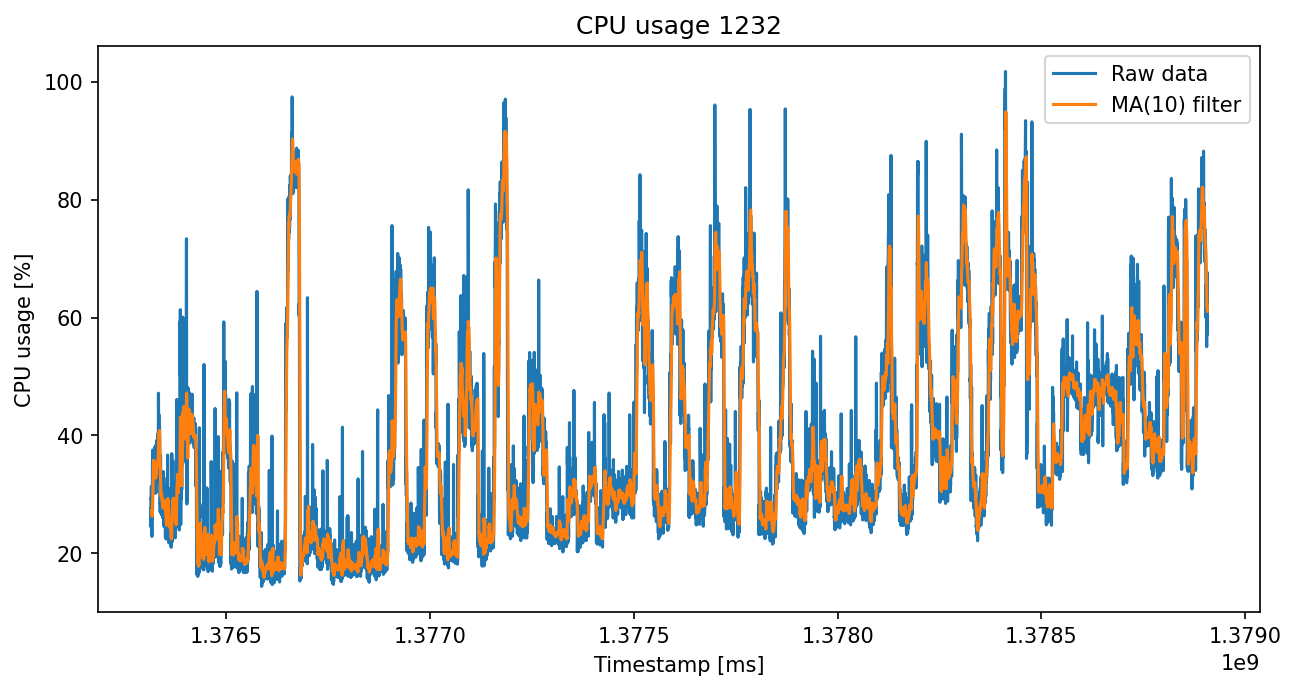 CPU usage 1232
Raw data
MA(10) filter
CPU usage [%]
100
80
60
40
20
1.3765 1.3770 1.3775 1.3780 1.3785 1.3790
1e9
Timestamp [ms]